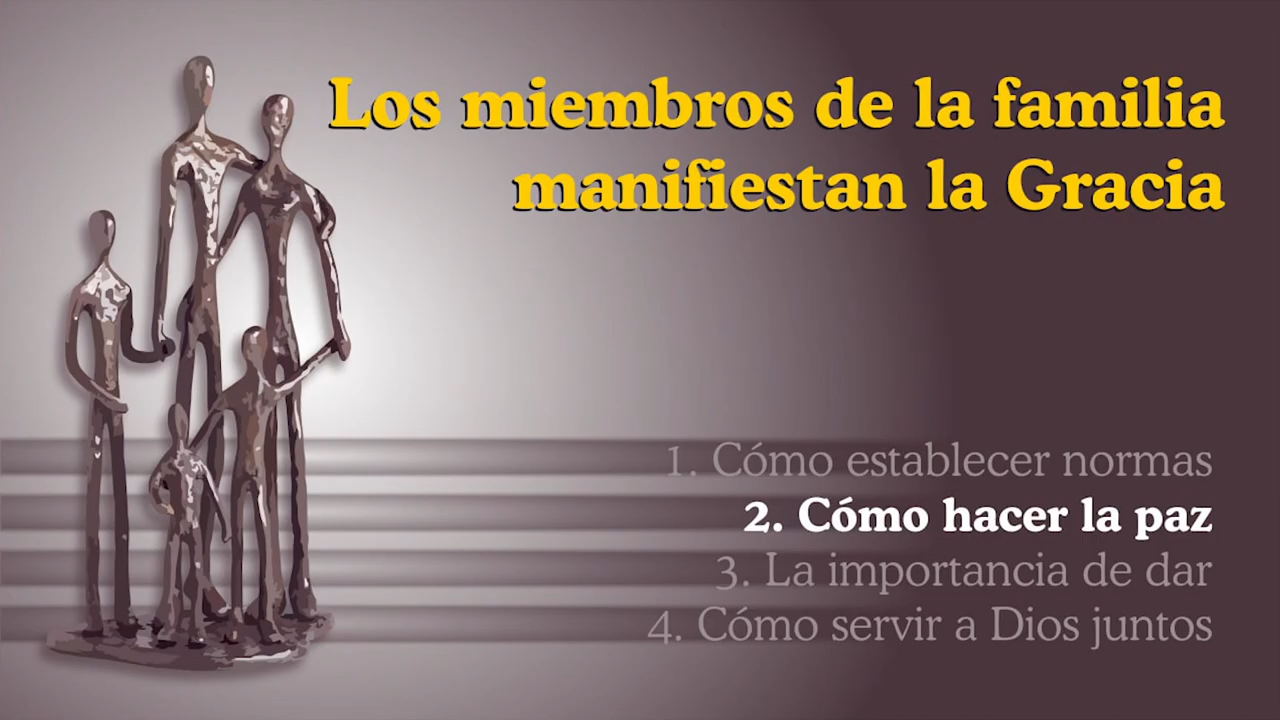 Los miembros de la familia
manifiestan la Gracia
1. Cómo establecer normas
2. Cómo hacer la paz
3. La importancia de dar
4. Cómo servir a Dios juntos